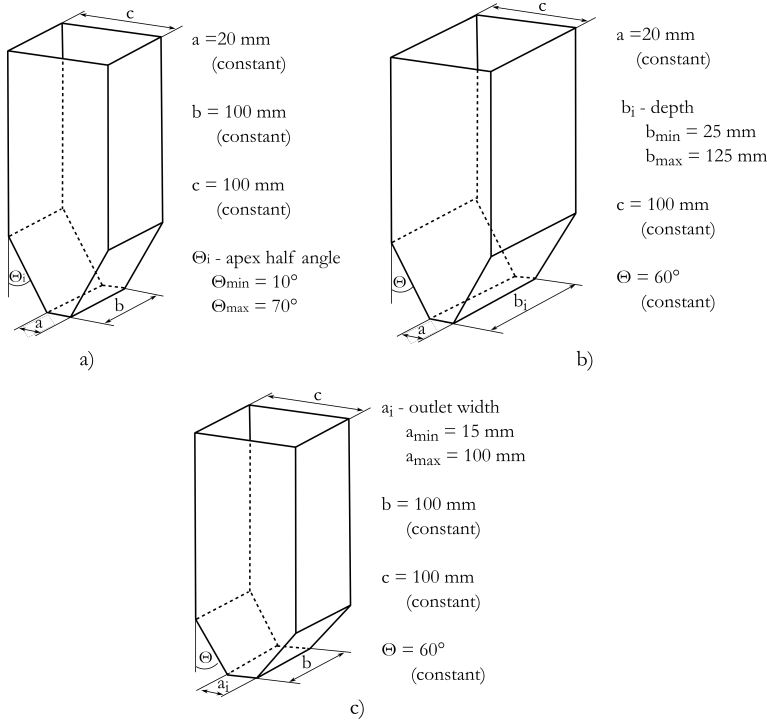 c
a =20 mm
(constant)
b = 100 mm
(constant)
c = 100 mm
(constant)
Θi - apex half angle
Θmin = 10°
Θmax = 70°
Θi
b
a
a)
c
a =20 mm
(constant)
bi - depth
bmin = 25 mm
bmax = 125 mm
c = 100 mm
(constant)
Θ = 60°
(constant)
Θ
bi
a
b)
c
ai - outlet width
amin = 15 mm
amax = 100 mm
b = 100 mm
(constant)
c = 100 mm
(constant)
Θ = 60°
(constant)
Θ
b
ai
c)